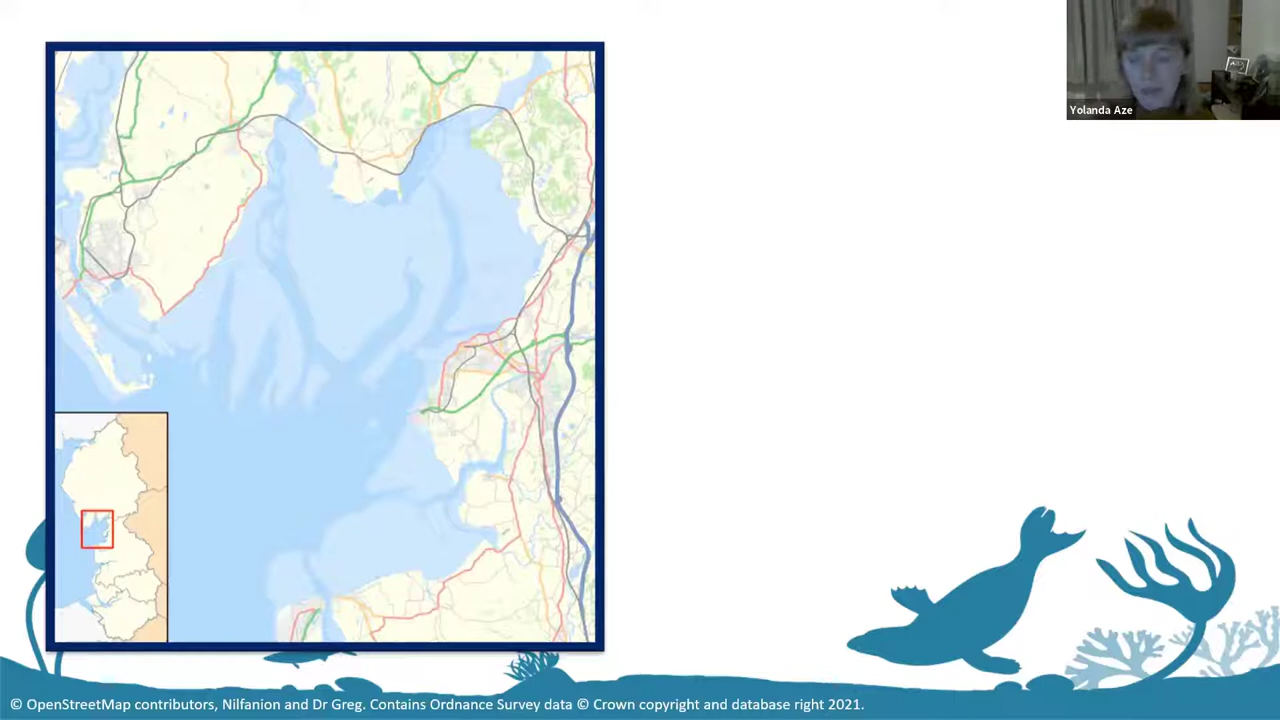 Yolanda Aze
© OpenStreetMap contributors, Nilfanion and Dr Greg. Contains Ordnance Survey data © Crown copyright and database right 2021.